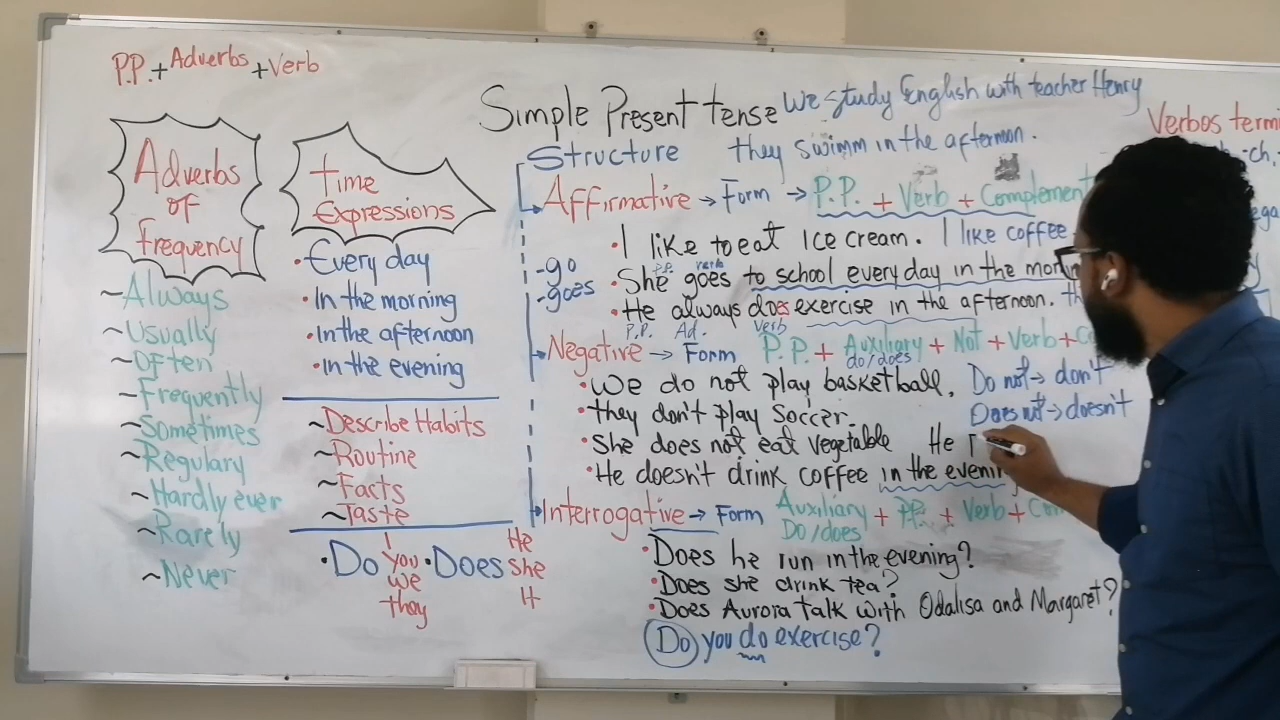 P.P. + Adverbs + Verb
Adverbs
of
frequency
~Always
~Usually
~Often
~Frequently
~Sometimes
~Regulary
~Hardly ever
~Rarely
~Never
Time
Expressions
•Every day
•In the morning
•In the afternoon
•In the evening
~Describe Habits
~Routine
~Facts
~Taste
•Do I you we they
•Does He she It
Simple Present tense
We study English with teacher Henry
they swimm in the afternoon.
Structure
Affirmative → Form → P.P. + Verb + Complement
•I like to eat Ice cream. I like coffee
-go
-goes
P.P. verb
•She goes to school every day in the morning
•He always does exercise in the afternoon.
P.P. Ad. Verb
Negative → Form P.P. + Auxiliary + Not + Verb +
do/does
•We do not play basketball.
•they don't play Soccer.
•She does not eat vegetable
•He doesn't drink coffee in the evening
Do not → don't
Does not → doesn't
He
Interrogative → Form Auxiliary + P.P. + Verb +
Do/does
•Does he run in the evening?
•Does she drink tea?
•Does Aurora talk with Odalisa and Margaret?
Do you do exercise?
Verbos termi
-ch,